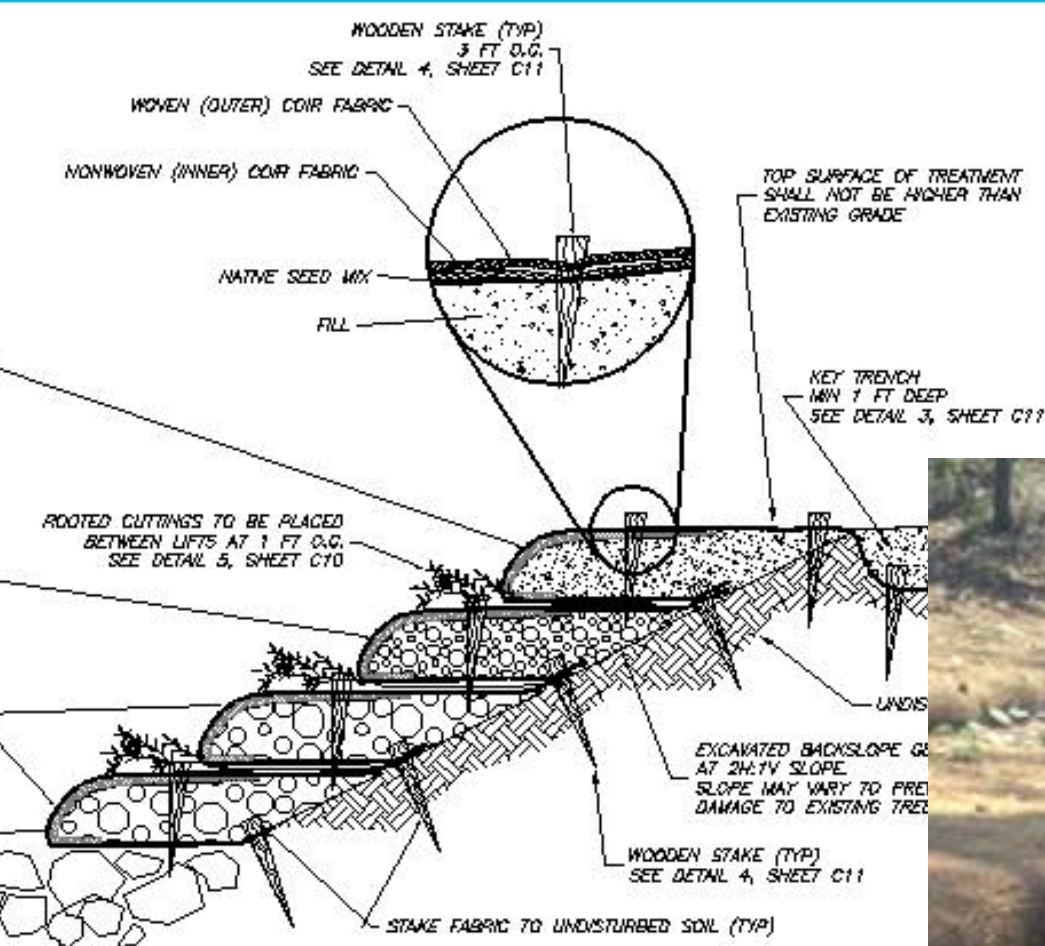 WOODEN STAKE (TYP)
3 FT O.C.
SEE DETAIL 4, SHEET C11
WOVEN (OUTER) COIR FABRIC
NONWOVEN (INNER) COIR FABRIC
NATIVE SEED MIX
FILL
TOP SURFACE OF TREATMENT
SHALL NOT BE HIGHER THAN
EXISTING GRADE
KEY TRENCH
MIN 1 FT DEEP
SEE DETAIL 3, SHEET C11
ROOTED CUTTINGS TO BE PLACED
BETWEEN LIFTS AT 1 FT O.C.
SEE DETAIL 5, SHEET C10
EXCAVATED BACKSLOPE
AT 2H:1V SLOPE.
SLOPE MAY VARY TO
DAMAGE TO EXISTING
WOODEN STAKE (TYP)
SEE DETAIL 4, SHEET C11
STAKE FABRIC TO UNDISTURBED SOIL (TYP)